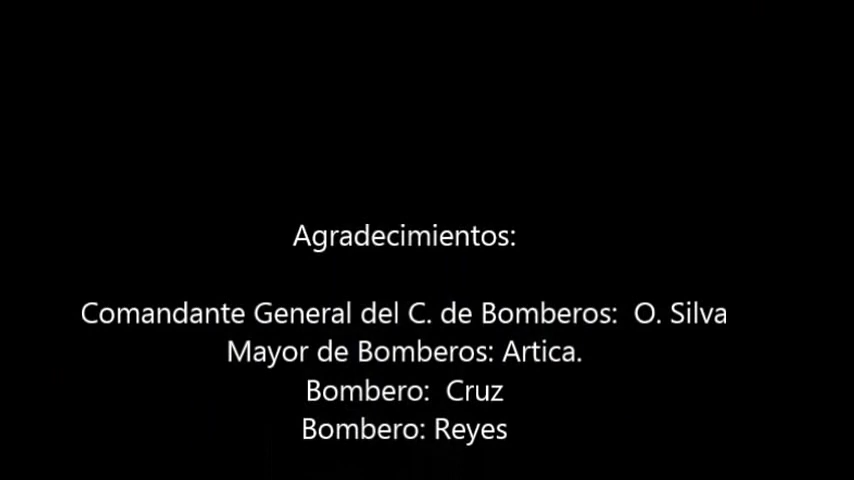 Agradecimientos:
Comandante General del C. de Bomberos:  O. Silva
Mayor de Bomberos: Artica.
Bombero:  Cruz
Bombero: Reyes